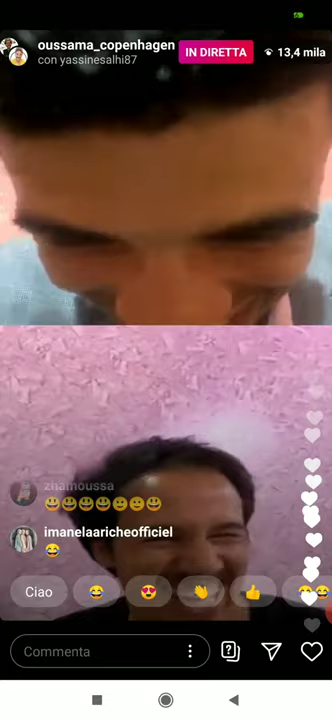 oussama_copenhagen
con yassinesalhi87
IN DIRETTA
13,4 mila
zhamoussa
😃😃😃😃🙂🙂😃
imanelaaricheofficiel
😂
Ciao 😂 😍 👏 👍 😂😂
Commenta